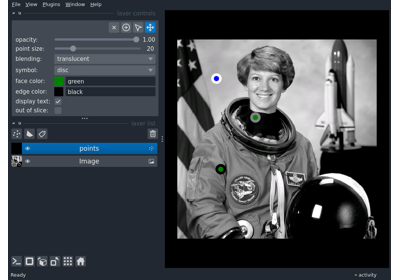 File View Plugins Window Help
layer controls
opacity: 1.00
point size: 20
blending: translucent
symbol: disc
face color: green
edge color: black
display text:
out of slice:
layer list
points
Image
Ready
activity